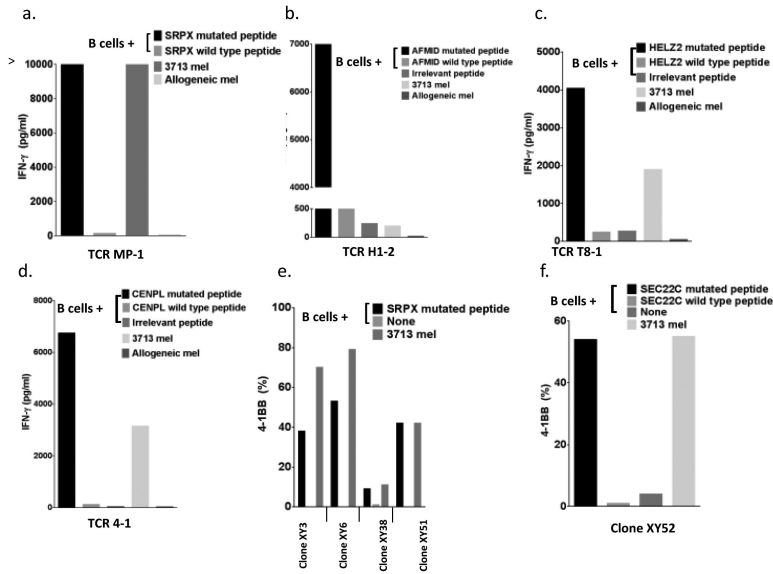 a.
B cells +
SRPX mutated peptide
SRPX wild type peptide
3713 mel
Allogeneic mel
>
10000
8000
6000
4000
2000
0
IFN-γ (pg/ml)
TCR MP-1
b.
B cells +
AFMID mutated peptide
AFMID wild type peptide
Irrelevant peptide
3713 mel
Allogeneic mel
7000
6000
5000
4000
500
0
TCR H1-2
c.
B cells +
HELZ2 mutated peptide
HELZ2 wild type peptide
Irrelevant peptide
3713 mel
Allogeneic mel
5000
4000
3000
2000
1000
0
IFN-γ (pg/ml)
TCR T8-1
d.
B cells +
CENPL mutated peptide
CENPL wild type peptide
Irrelevant peptide
3713 mel
Allogeneic mel
8000
6000
4000
2000
0
IFN-γ (pg/ml)
TCR 4-1
e.
B cells +
SRPX mutated peptide
None
3713 mel
100
80
60
40
20
0
4-1BB (%)
Clone XY3
Clone XY6
Clone XY38
Clone XY51
f.
B cells +
SEC22C mutated peptide
SEC22C wild type peptide
None
3713 mel
60
40
20
0
4-1BB (%)
Clone XY52